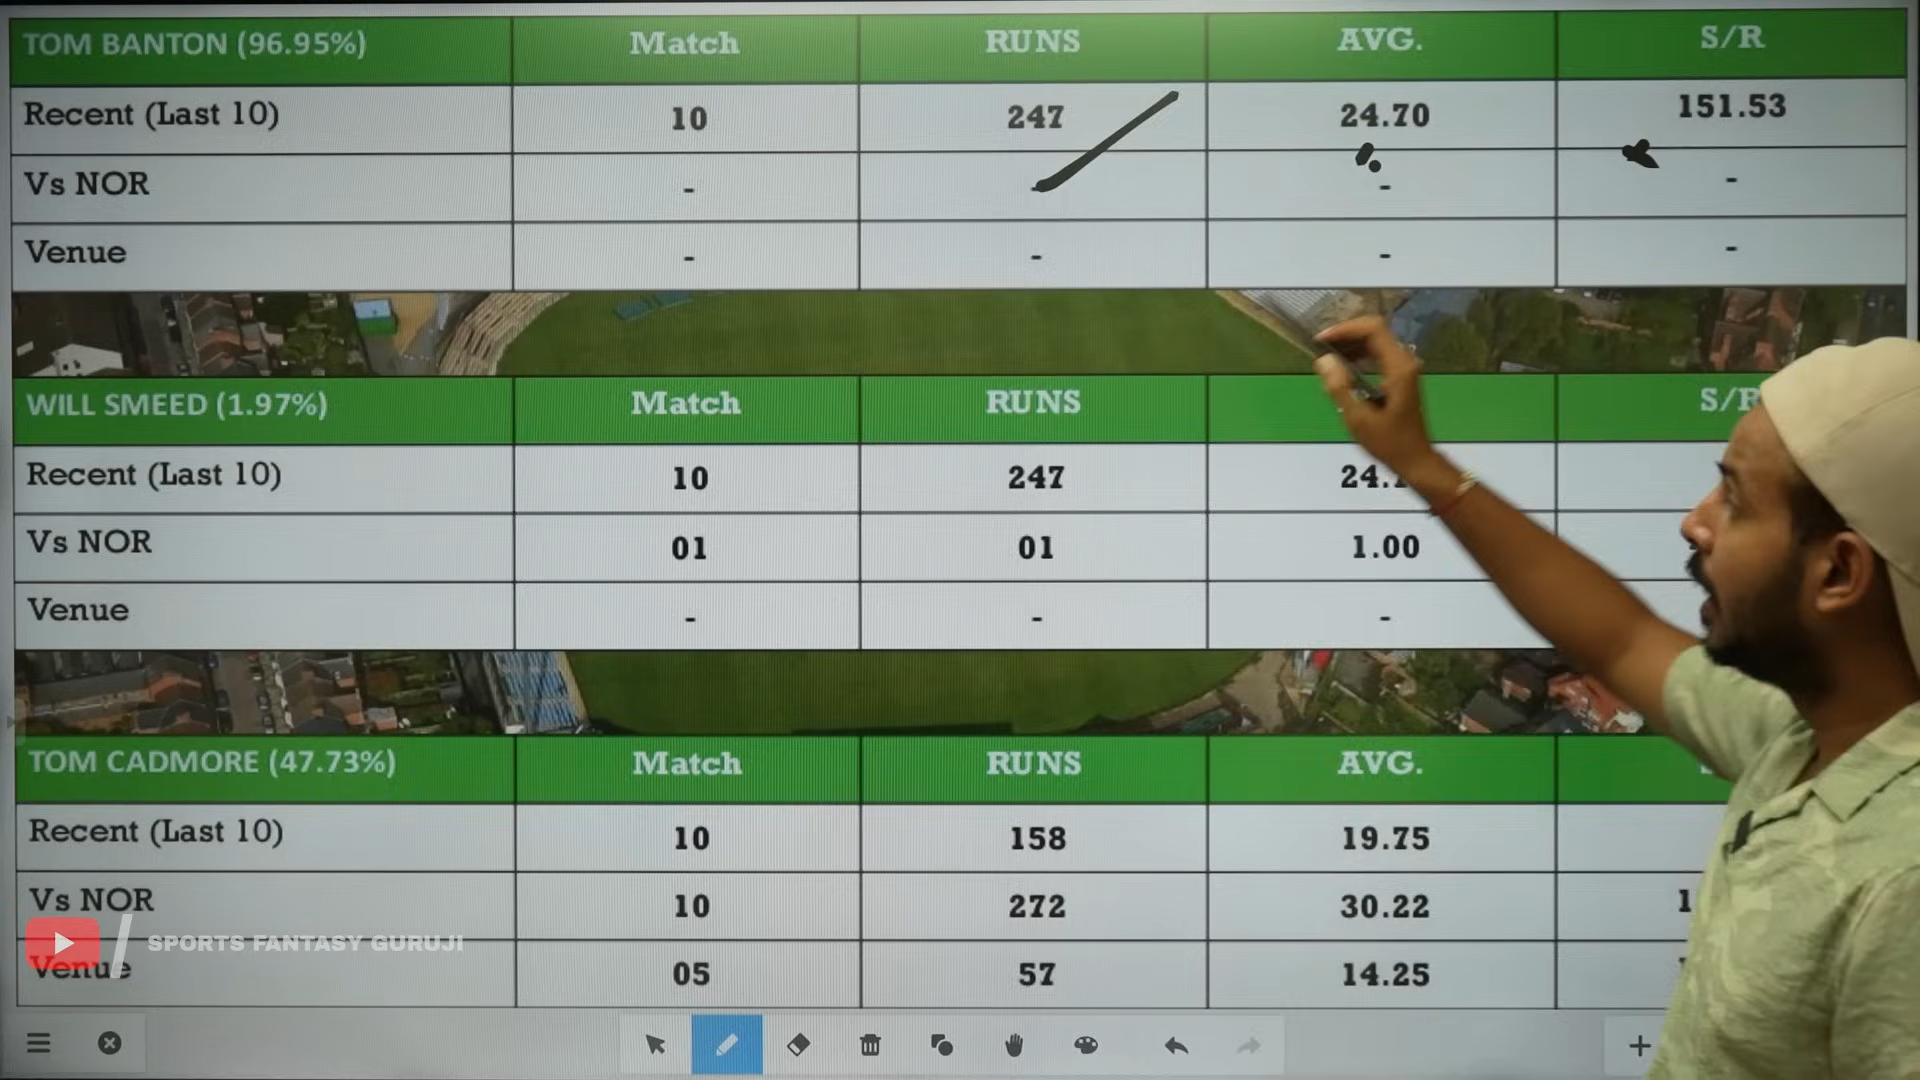 TOM BANTON (96.95%) Match RUNS AVG. S/R
Recent (Last 10) 10 247 24.70 151.53
Vs NOR - - - -
Venue - - - -
WILL SMEED (1.97%) Match RUNS S/R
Recent (Last 10) 10 247
Vs NOR 01 01 1.00
Venue - - -
TOM CADMORE (47.73%) Match RUNS AVG.
Recent (Last 10) 10 158 19.75
Vs NOR 10 272 30.22
SPORTS FANTASY GURUJI
Venue 05 57 14.25